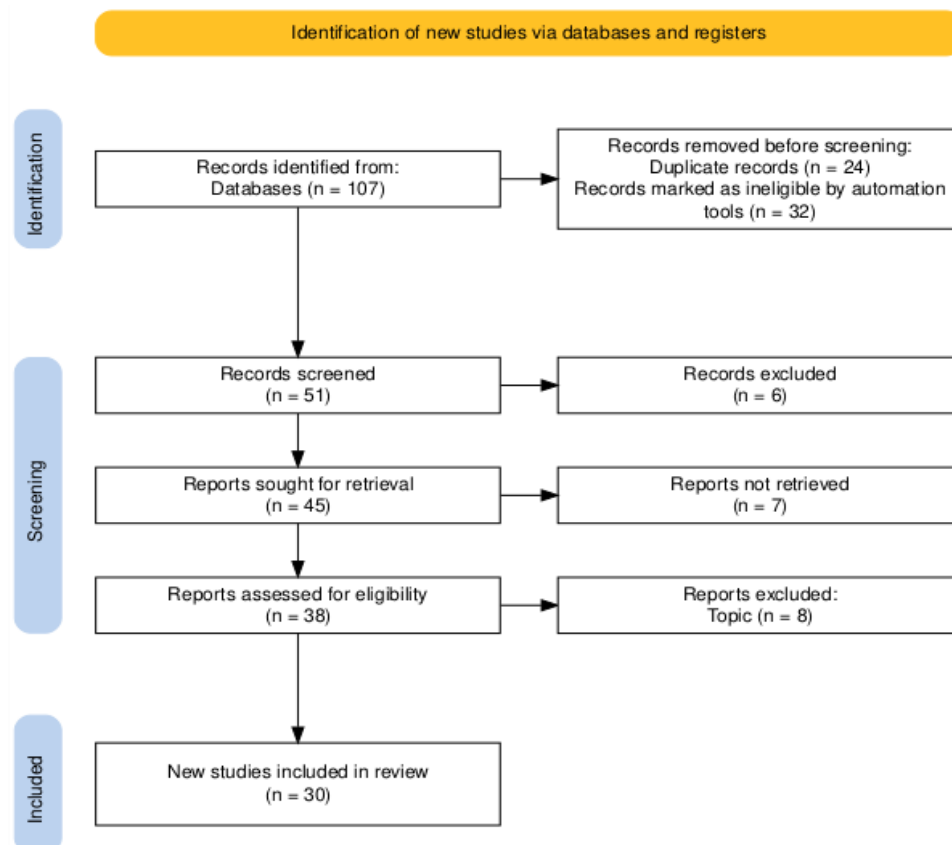 Identification of new studies via databases and registers
Identification
Records identified from:
Databases (n = 107)
Records removed before screening:
Duplicate records (n = 24)
Records marked as ineligible by automation
tools (n = 32)
Screening
Records screened
(n = 51)
Records excluded
(n = 6)
Reports sought for retrieval
(n = 45)
Reports not retrieved
(n = 7)
Reports assessed for eligibility
(n = 38)
Reports excluded:
Topic (n = 8)
Included
New studies included in review
(n = 30)